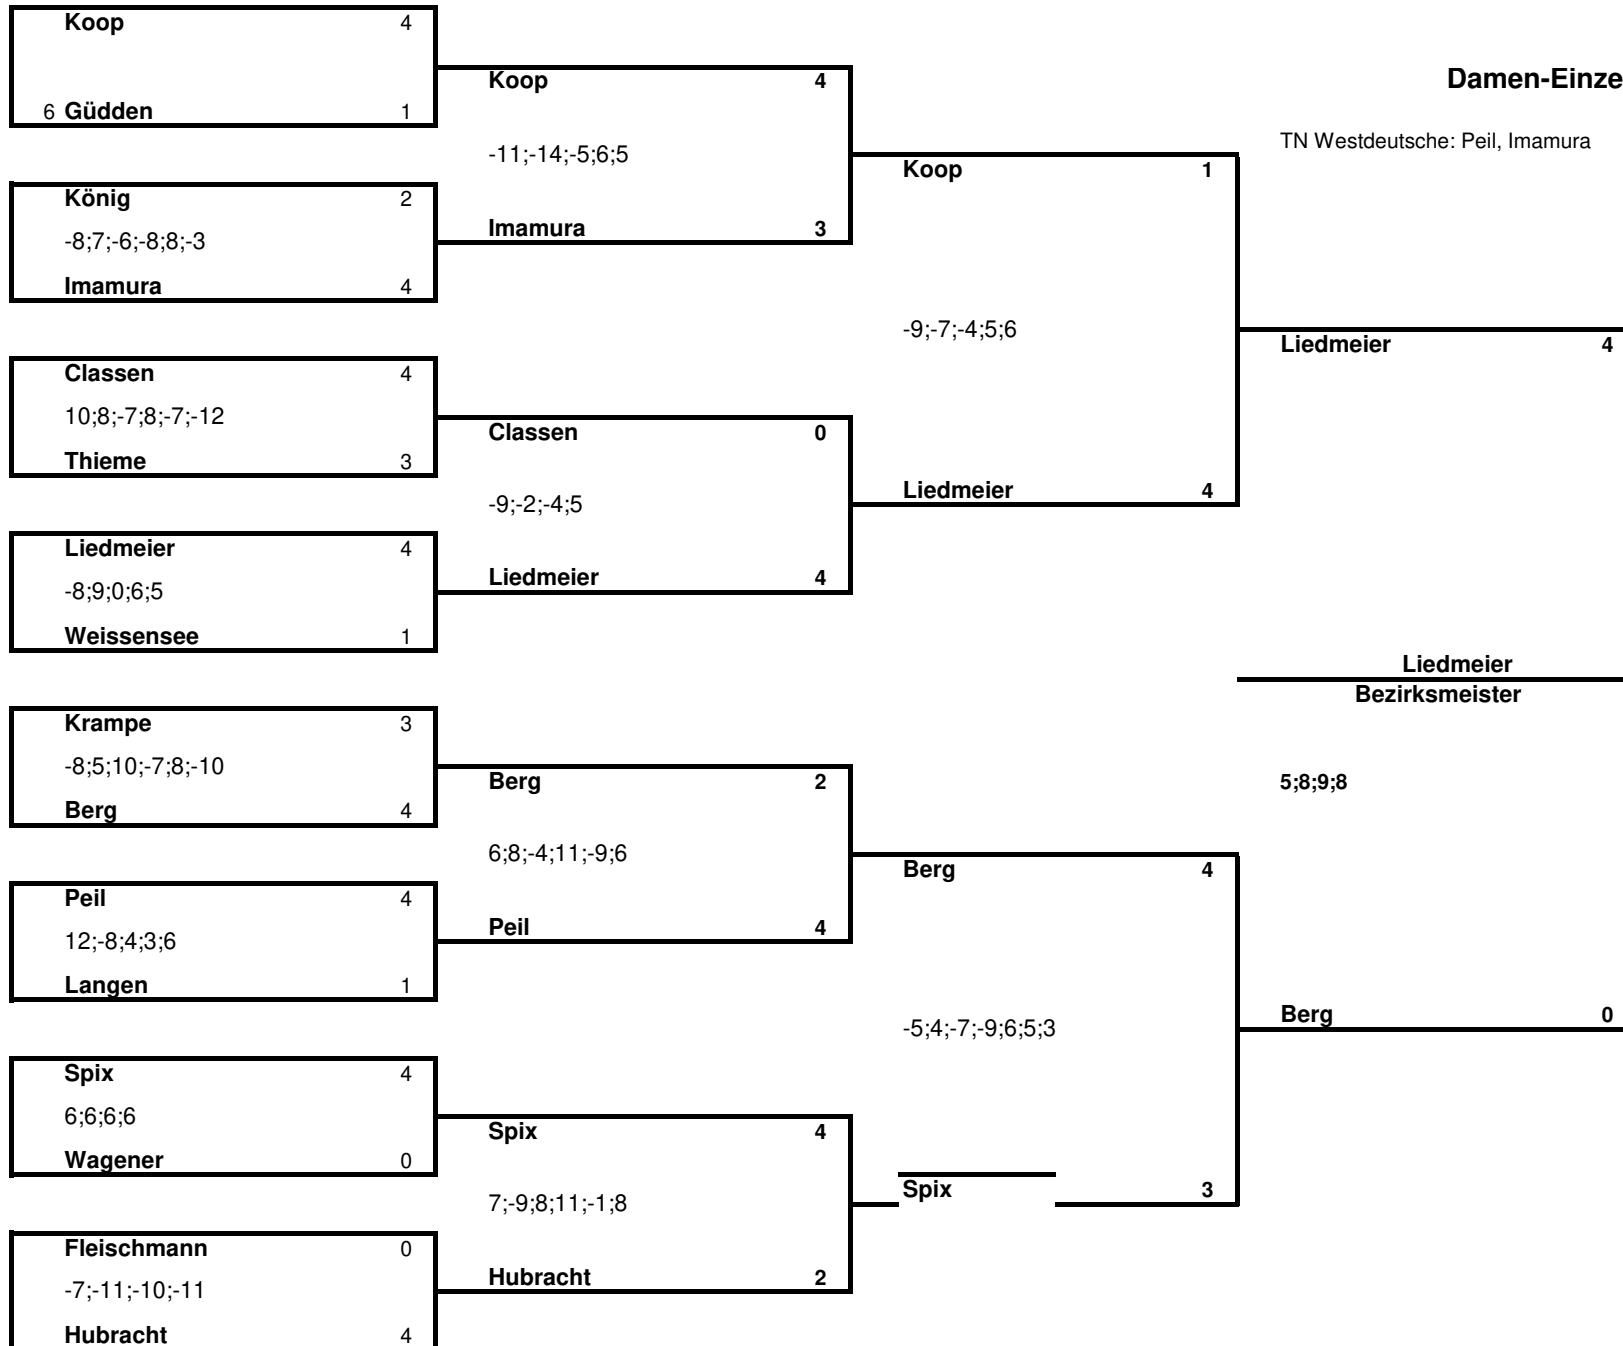 Koop 4
6 Güdden 1
König 2
-8;7;-6;-8;8;-3
Imamura 4
Classen 4
10;8;-7;8;-7;-12
Thieme 3
Liedmeier 4
-8;9;0;6;5
Weissensee 1
Krampe 3
-8;5;10;-7;8;-10
Berg 4
Peil 4
12;-8;4;3;6
Langen 1
Spix 4
6;6;6;6
Wagener 0
Fleischmann 0
-7;-11;-10;-11
Hubracht 4
Koop 4
-11;-14;-5;6;5
Imamura 3
Classen 0
-9;-2;-4;5
Liedmeier 4
Berg 2
6;8;-4;11;-9;6
Peil 4
Spix 4
7;-9;8;11;-1;8
Hubracht 2
Koop 1
-9;-7;-4;5;6
Liedmeier 4
Berg 4
-5;4;-7;-9;6;5;3
Spix 3
Damen-Einze
TN Westdeutsche: Peil, Imamura
Liedmeier 4
Liedmeier
Bezirksmeister
5;8;9;8
Berg 0